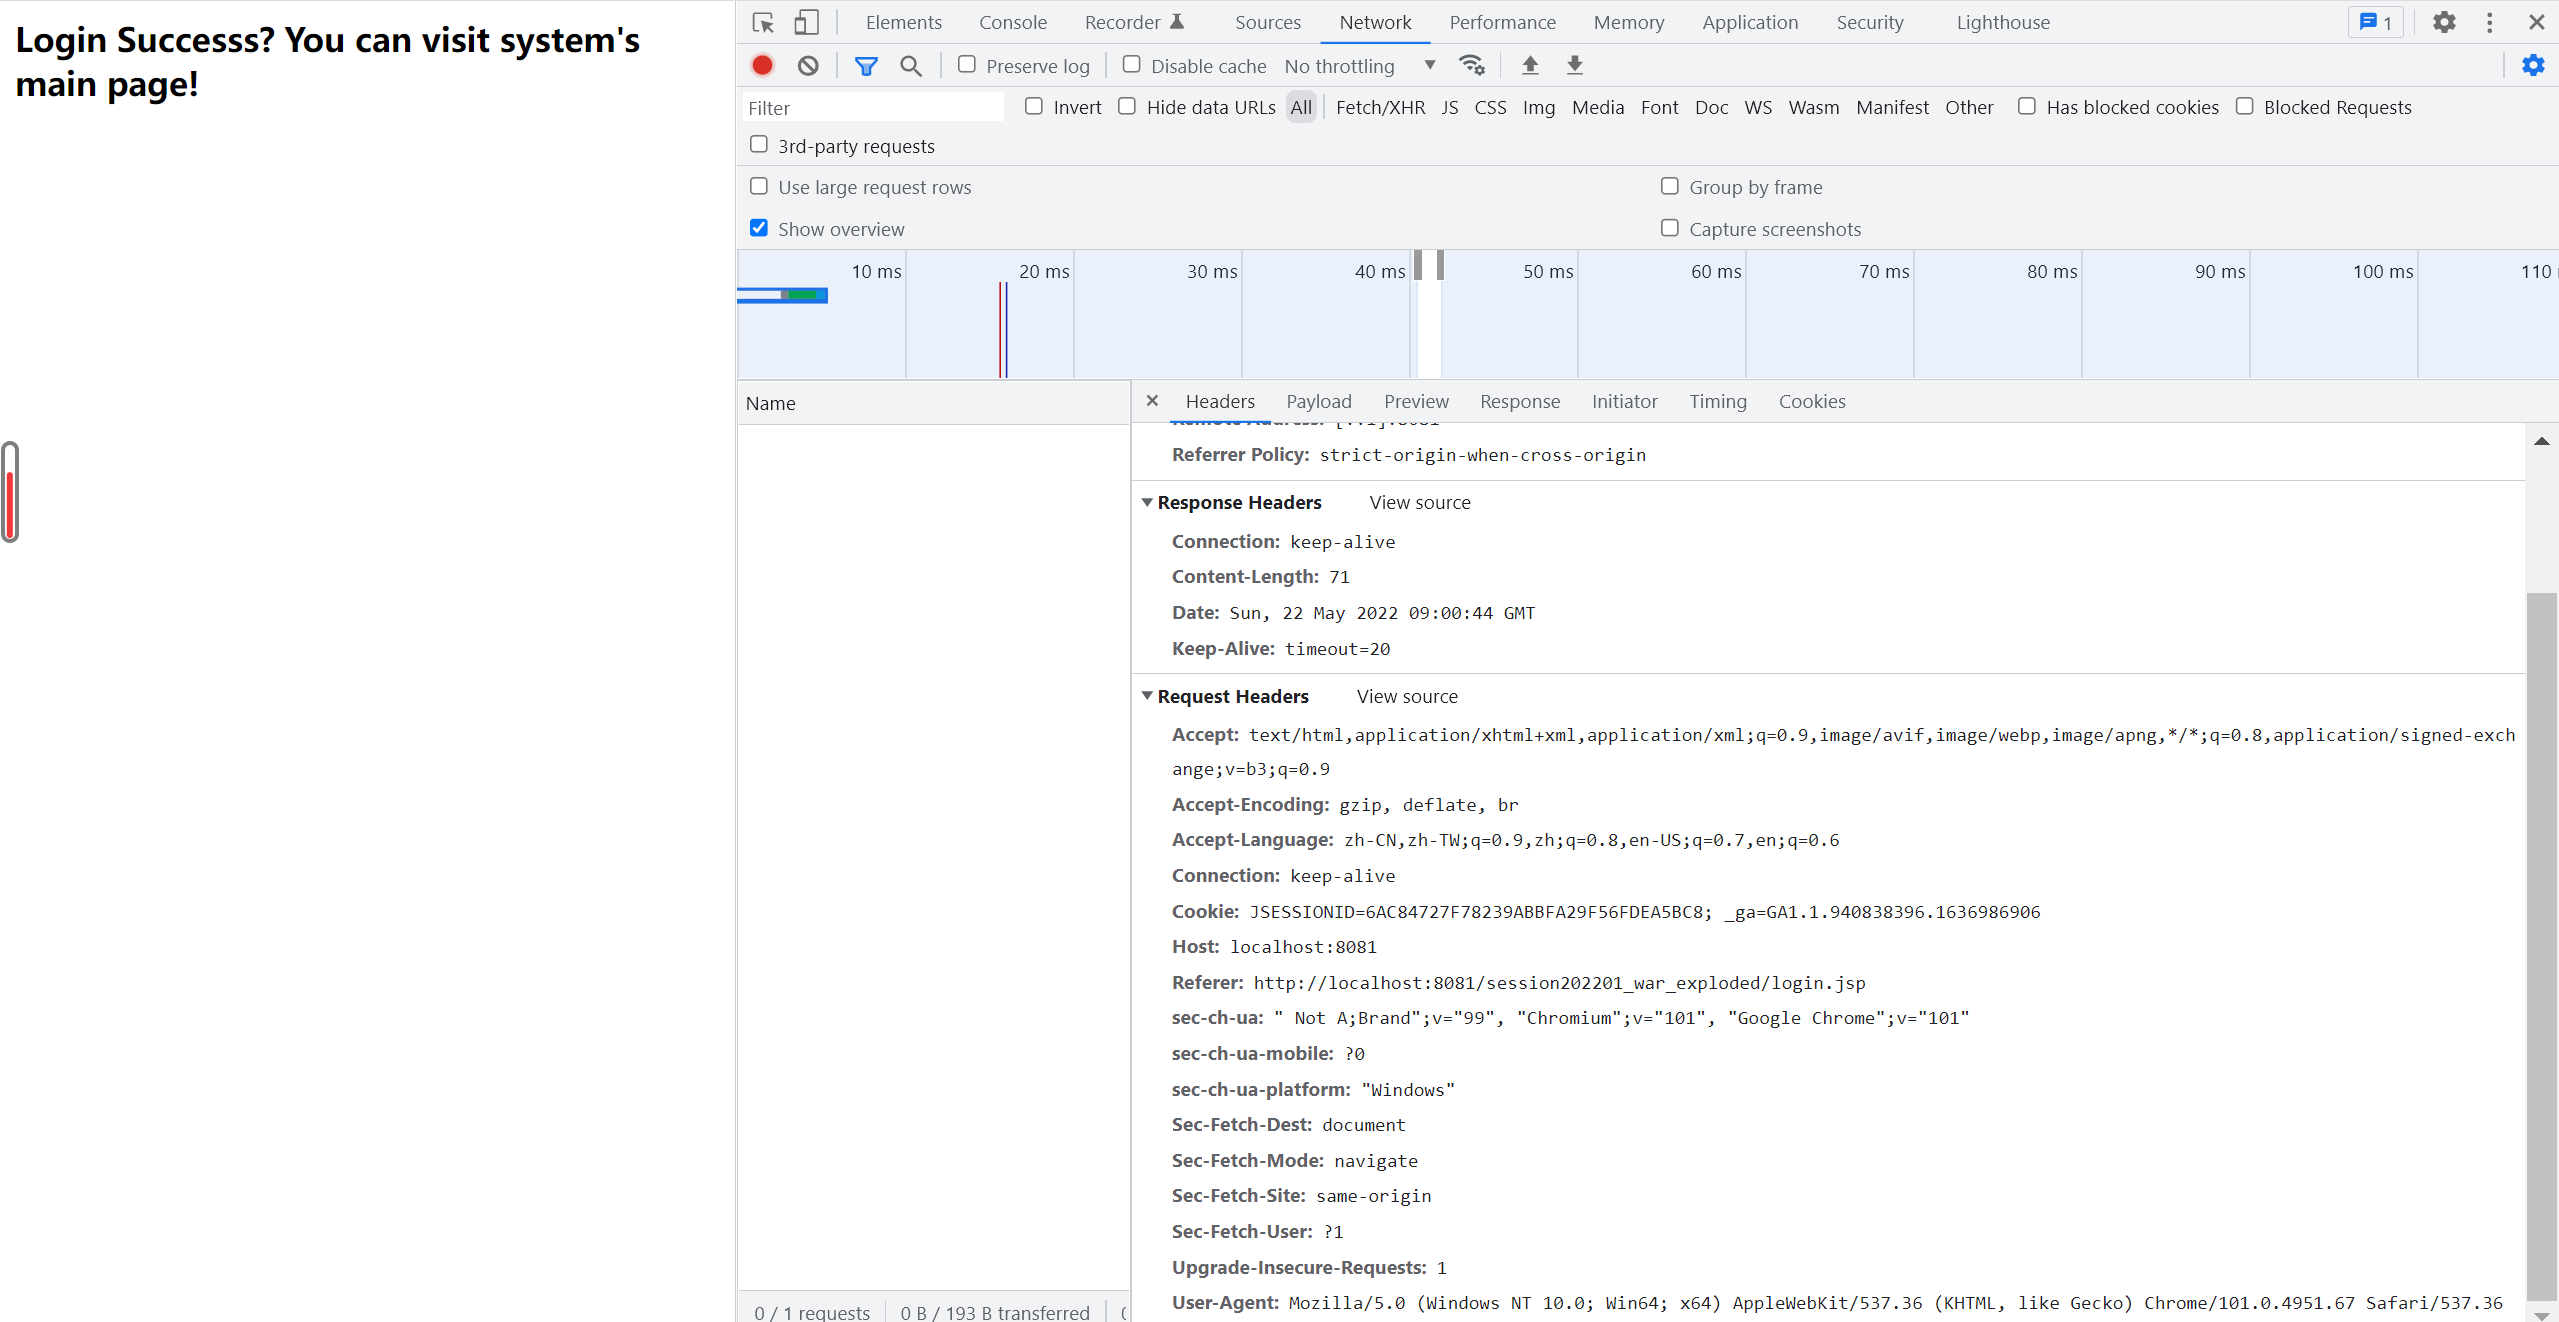 Login Successs? You can visit system's
main page!
Elements Console Recorder Sources Network Performance Memory Application Security Lighthouse 1
Preserve log Disable cache No throttling
Filter Invert Hide data URLs All Fetch/XHR JS CSS Img Media Font Doc WS Wasm Manifest Other Has blocked cookies Blocked Requests
3rd-party requests
Use large request rows Group by frame
Show overview Capture screenshots
10 ms 20 ms 30 ms 40 ms 50 ms 60 ms 70 ms 80 ms 90 ms 100 ms 110
Name Headers Payload Preview Response Initiator Timing Cookies
Referrer Policy: strict-origin-when-cross-origin
Response Headers View source
Connection: keep-alive
Content-Length: 71
Date: Sun, 22 May 2022 09:00:44 GMT
Keep-Alive: timeout=20
Request Headers View source
Accept: text/html,application/xhtml+xml,application/xml;q=0.9,image/avif,image/webp,image/apng,*/*;q=0.8,application/signed-exch
ange;v=b3;q=0.9
Accept-Encoding: gzip, deflate, br
Accept-Language: zh-CN,zh-TW;q=0.9,zh;q=0.8,en-US;q=0.7,en;q=0.6
Connection: keep-alive
Cookie: JSESSIONID=6AC84727F78239ABBFA29F56FDEA5BC8; _ga=GA1.1.940838396.1636986906
Host: localhost:8081
Referer: http://localhost:8081/session202201_war_exploded/login.jsp
sec-ch-ua: " Not A;Brand";v="99", "Chromium";v="101", "Google Chrome";v="101"
sec-ch-ua-mobile: ?0
sec-ch-ua-platform: "Windows"
Sec-Fetch-Dest: document
Sec-Fetch-Mode: navigate
Sec-Fetch-Site: same-origin
Sec-Fetch-User: ?1
Upgrade-Insecure-Requests: 1
User-Agent: Mozilla/5.0 (Windows NT 10.0; Win64; x64) AppleWebKit/537.36 (KHTML, like Gecko) Chrome/101.0.4951.67 Safari/537.36
0 / 1 requests 0 B / 193 B transferred